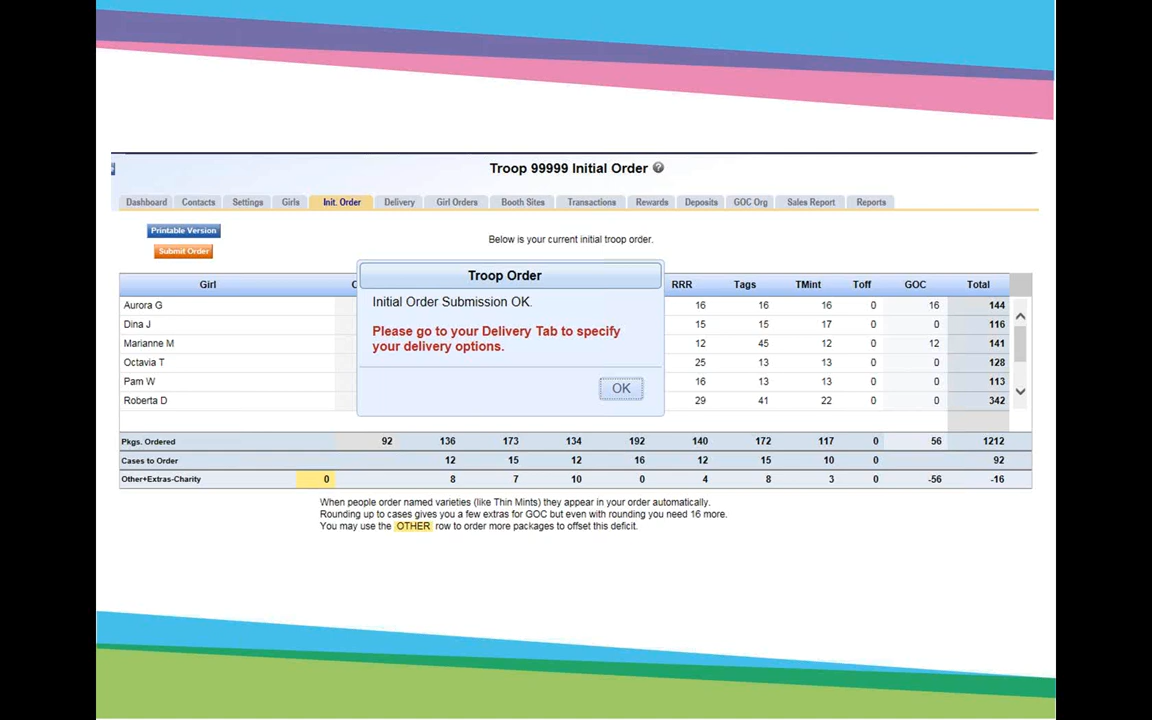 Troop 99999 Initial Order ?
Dashboard Contacts Settings Girls Init. Order Delivery Girl Orders Booth Sites Transactions Rewards Deposits GOC Org Sales Report Reports
Printable Version
Submit Order
Below is your current initial troop order.
Girl C RRR Tags TMint Toff GOC Total
Troop Order
Initial Order Submission OK.
Please go to your Delivery Tab to specify
your delivery options.
OK
Aurora G 16 16 16 0 16 144
Dina J 15 15 17 0 0 116
Marianne M 12 45 12 0 12 141
Octavia T 25 13 13 0 0 128
Pam W 16 13 13 0 0 113
Roberta D 29 41 22 0 0 342
Pkgs. Ordered 92 136 173 134 192 140 172 117 0 56 1212
Cases to Order 12 15 12 16 12 15 10 0 92
Other+Extras-Charity 0 8 7 10 0 4 8 3 0 -56 -16
When people order named varieties (like Thin Mints) they appear in your order automatically.
Rounding up to cases gives you a few extras for GOC but even with rounding you need 16 more.
You may use the OTHER row to order more packages to offset this deficit.